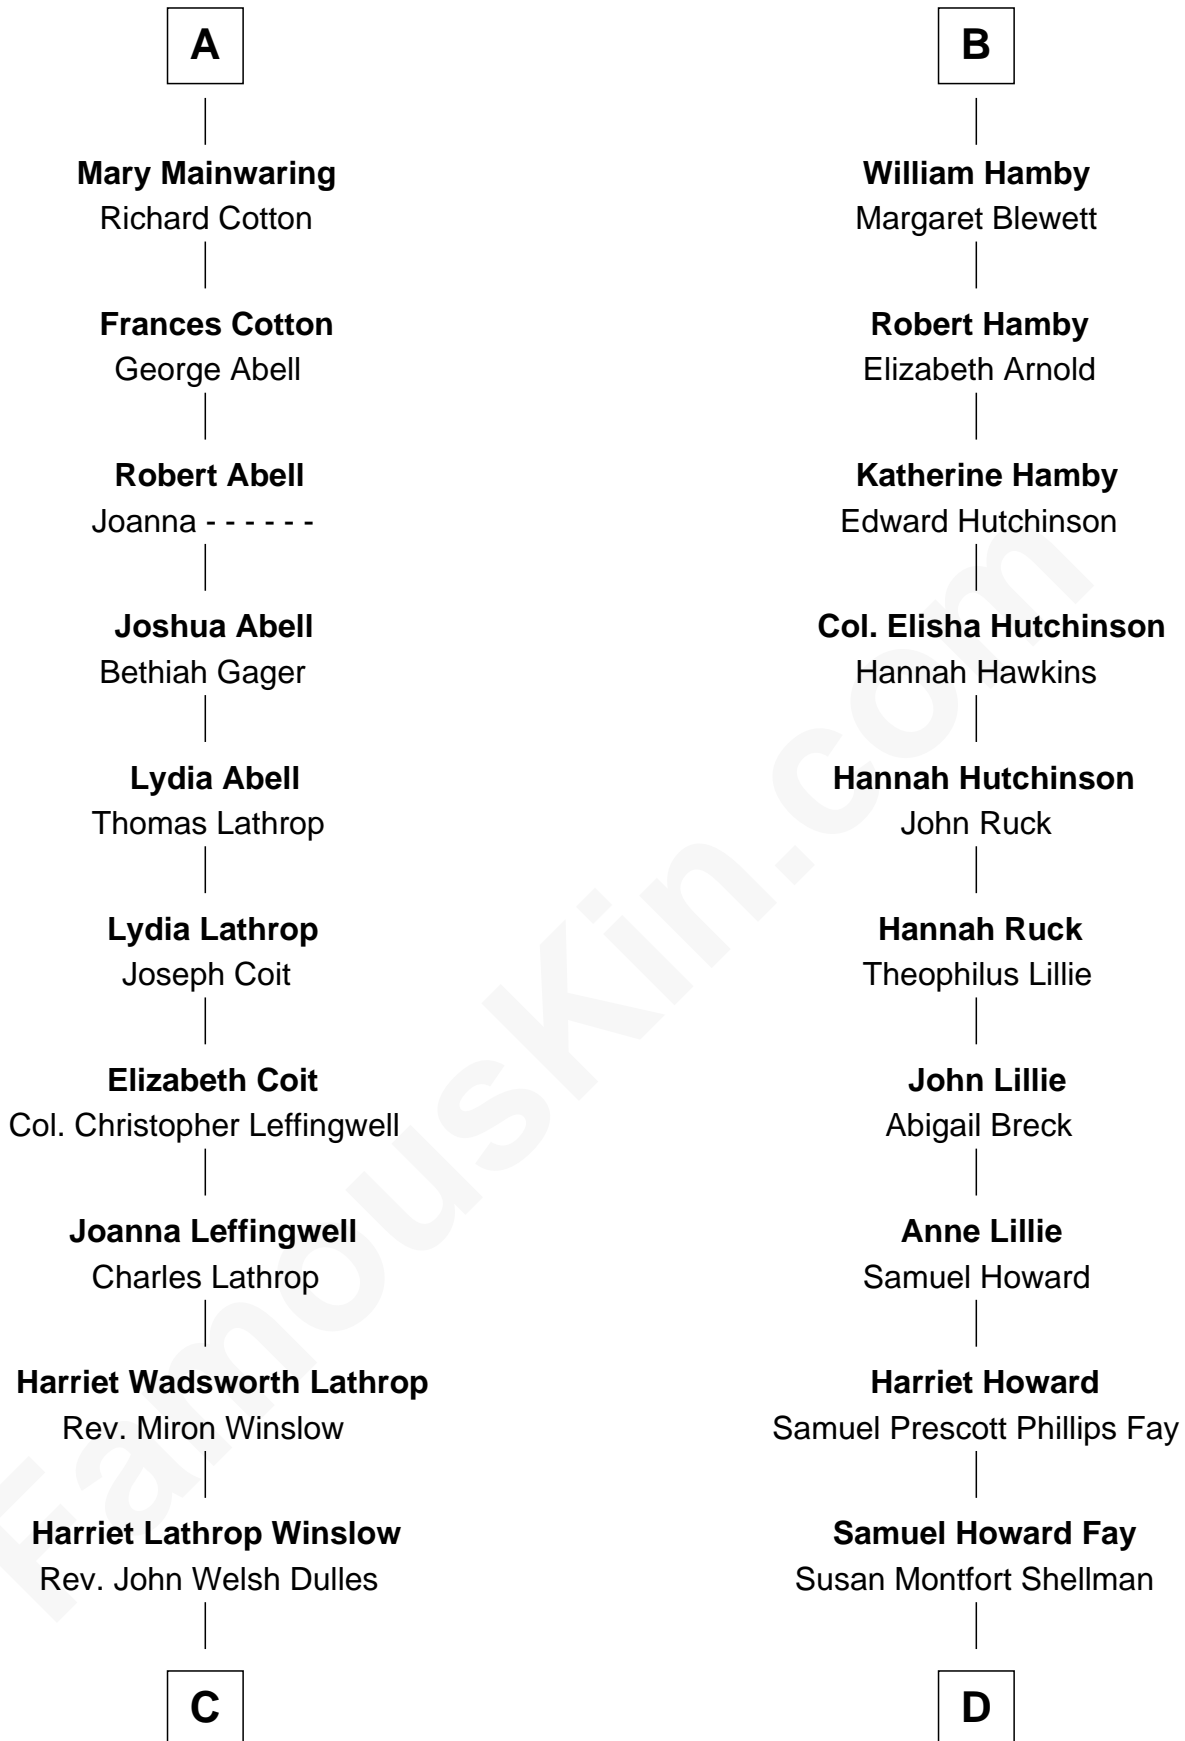 A
Mary Mainwaring
Richard Cotton
Frances Cotton
George Abell
Robert Abell
Joanna - - - - - -
Joshua Abell
Bethiah Gager
Lydia Abell
Thomas Lathrop
Lydia Lathrop
Joseph Coit
Elizabeth Coit
Col. Christopher Leffingwell
Joanna Leffingwell
Charles Lathrop
Harriet Wadsworth Lathrop
Rev. Miron Winslow
Harriet Lathrop Winslow
Rev. John Welsh Dulles
C
B
William Hamby
Margaret Blewett
Robert Hamby
Elizabeth Arnold
Katherine Hamby
Edward Hutchinson
Col. Elisha Hutchinson
Hannah Hawkins
Hannah Hutchinson
John Ruck
Hannah Ruck
Theophilus Lillie
John Lillie
Abigail Breck
Anne Lillie
Samuel Howard
Harriet Howard
Samuel Prescott Phillips Fay
Samuel Howard Fay
Susan Montfort Shellman
D
FamousKin.com